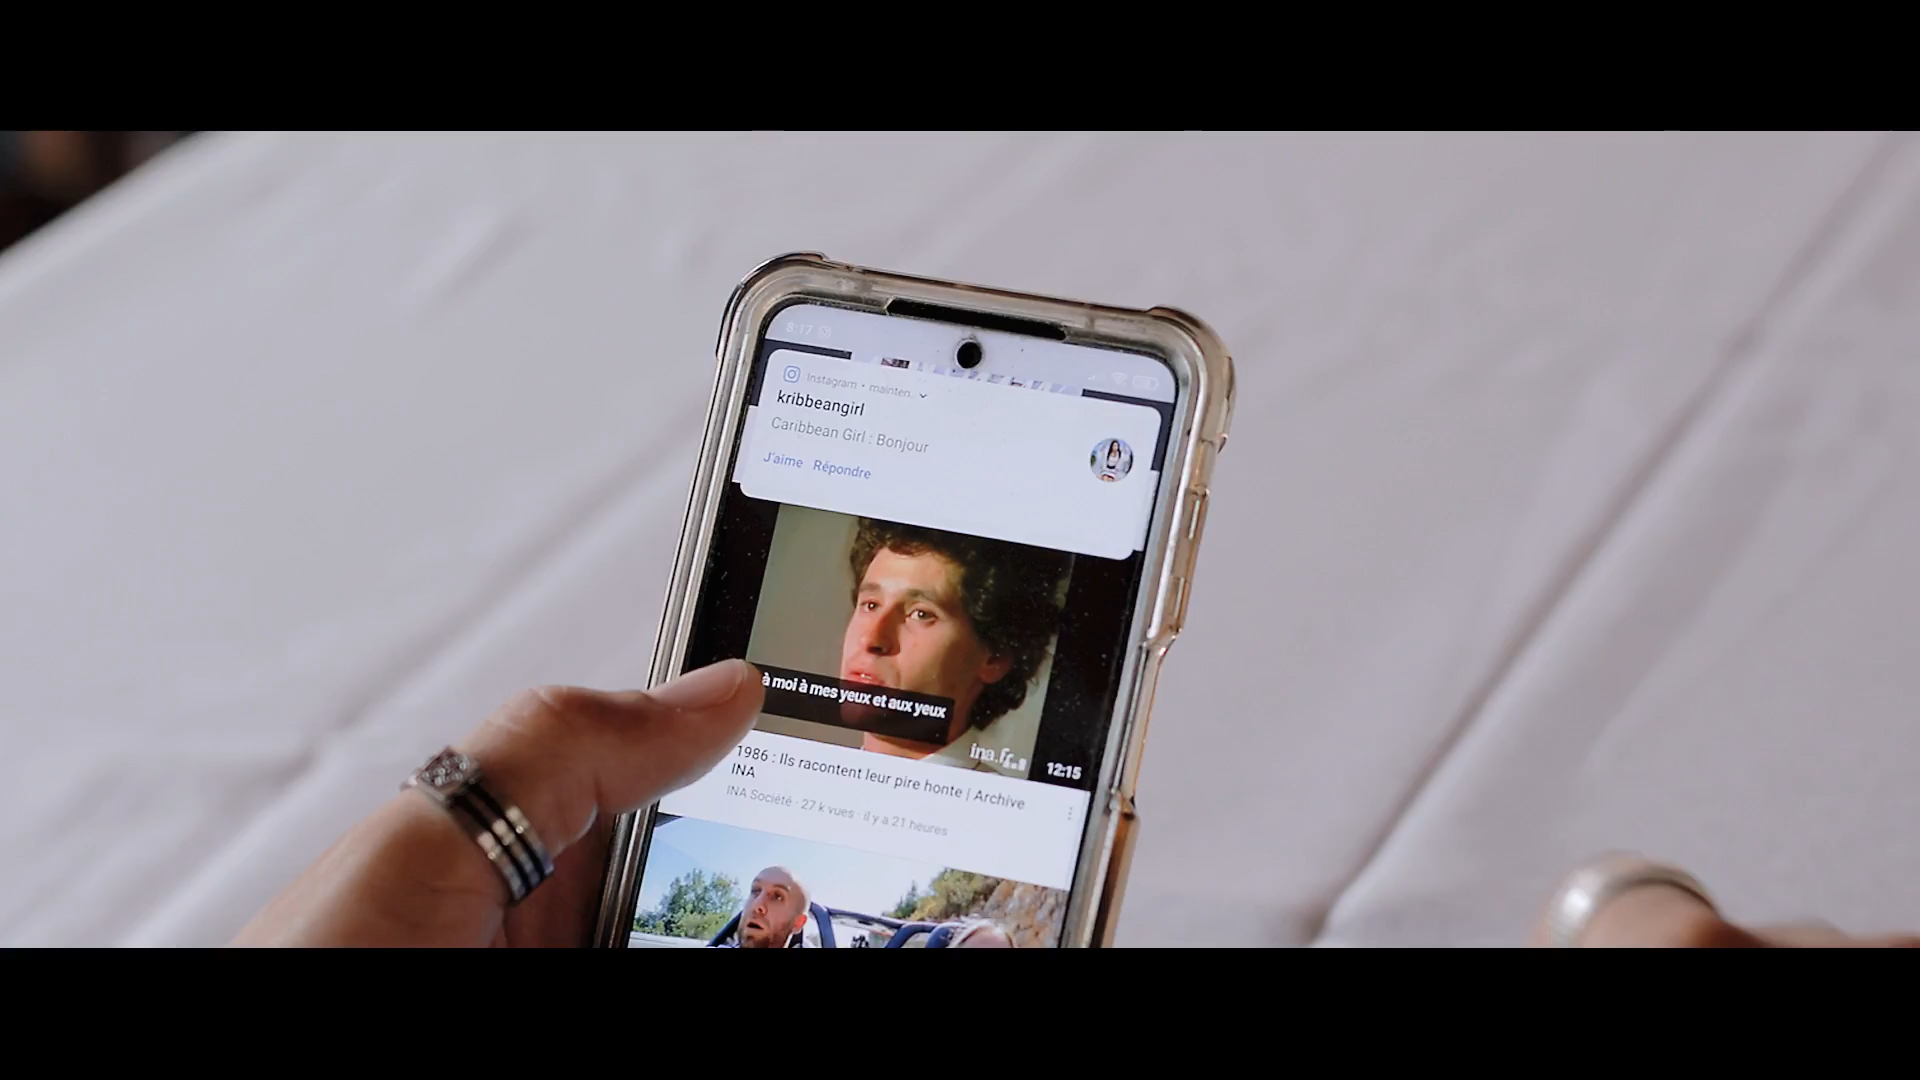 8:17
Instagram • mainten..
kribbeangirl
Caribbean Girl : Bonjour
J'aime Répondre
à moi à mes yeux et aux yeux
ina.fr
12:15
1986 : Ils racontent leur pire honte | Archive
INA
INA Société · 27 k vues · il y a 21 heures